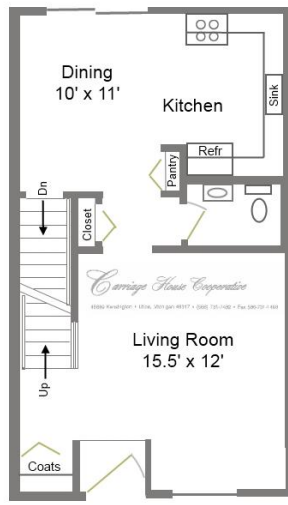 Dining
10' x 11'
Kitchen
Sink
Refr
Pantry
Dn
Closet
Carriage House Cooperative
Living Room
15.5' x 12'
Up
Coats